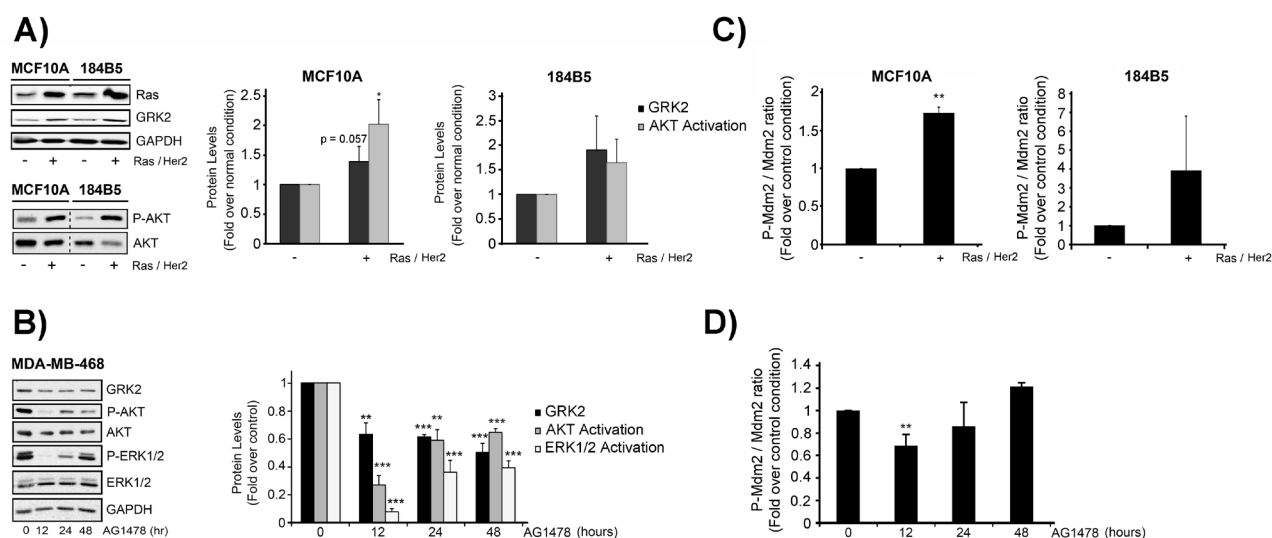 A)
MCF10A 184B5
Ras
GRK2
GAPDH
- + - + Ras / Her2
MCF10A 184B5
P-AKT
AKT
- + - + Ras / Her2
MCF10A
Protein Levels
(Fold over normal condition)
2.5
2
1.5
1
0.5
0
p = 0.057
*
- + Ras / Her2
184B5
Protein Levels
(Fold over normal condition)
3
2.5
2
1.5
1
0.5
0
GRK2
AKT Activation
- + Ras / Her2
C)
MCF10A
P-Mdm2 / Mdm2 ratio
(Fold over control condition)
2
1.5
1
0.5
0
**
- + Ras / Her2
184B5
P-Mdm2 / Mdm2 ratio
(Fold over control condition)
8
7
6
5
4
3
2
1
0
- + Ras / Her2
B)
MDA-MB-468
GRK2
P-AKT
AKT
P-ERK1/2
ERK1/2
GAPDH
0 12 24 48 AG1478 (hr)
Protein Levels
(Fold over control)
1
0.8
0.6
0.4
0.2
0
** *** ***
*** ** ***
*** *** ***
GRK2
AKT Activation
ERK1/2 Activation
0 12 24 48 AG1478 (hours)
D)
P-Mdm2 / Mdm2 ratio
(Fold over control condition)
1.4
1.2
1
0.8
0.6
0.4
0.2
0
**
0 12 24 48 AG1478 (hours)